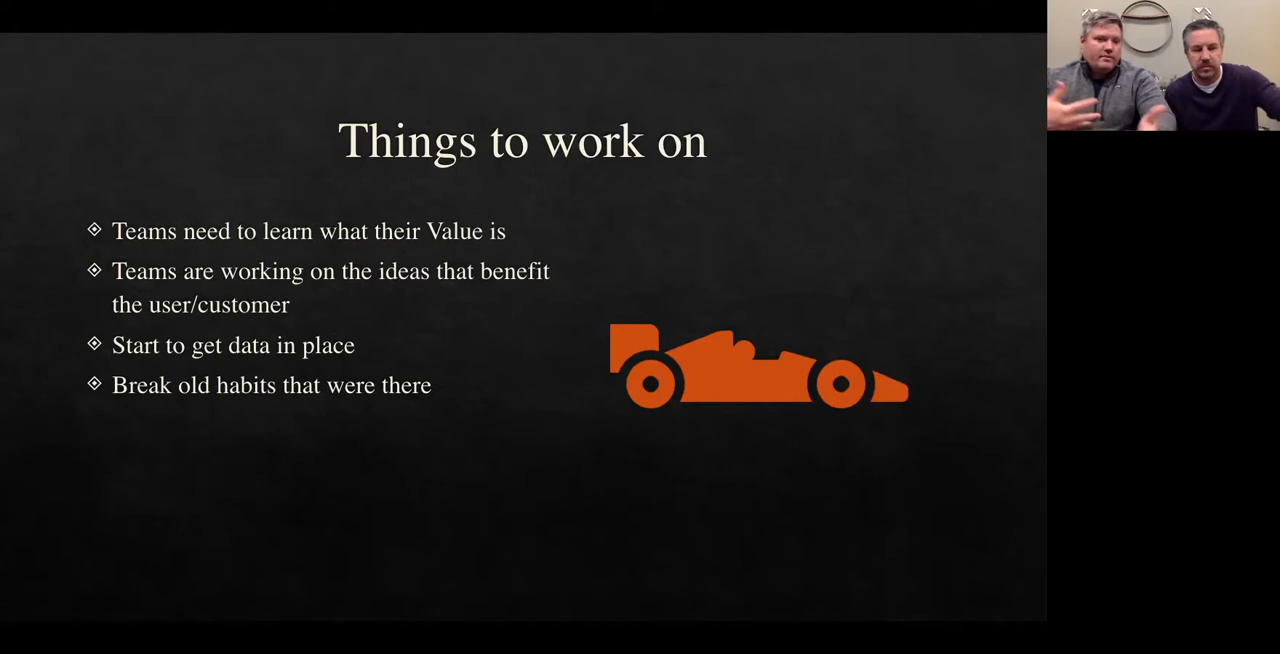 Things to work on
Teams need to learn what their Value is
Teams are working on the ideas that benefit
the user/customer
Start to get data in place
Break old habits that were there